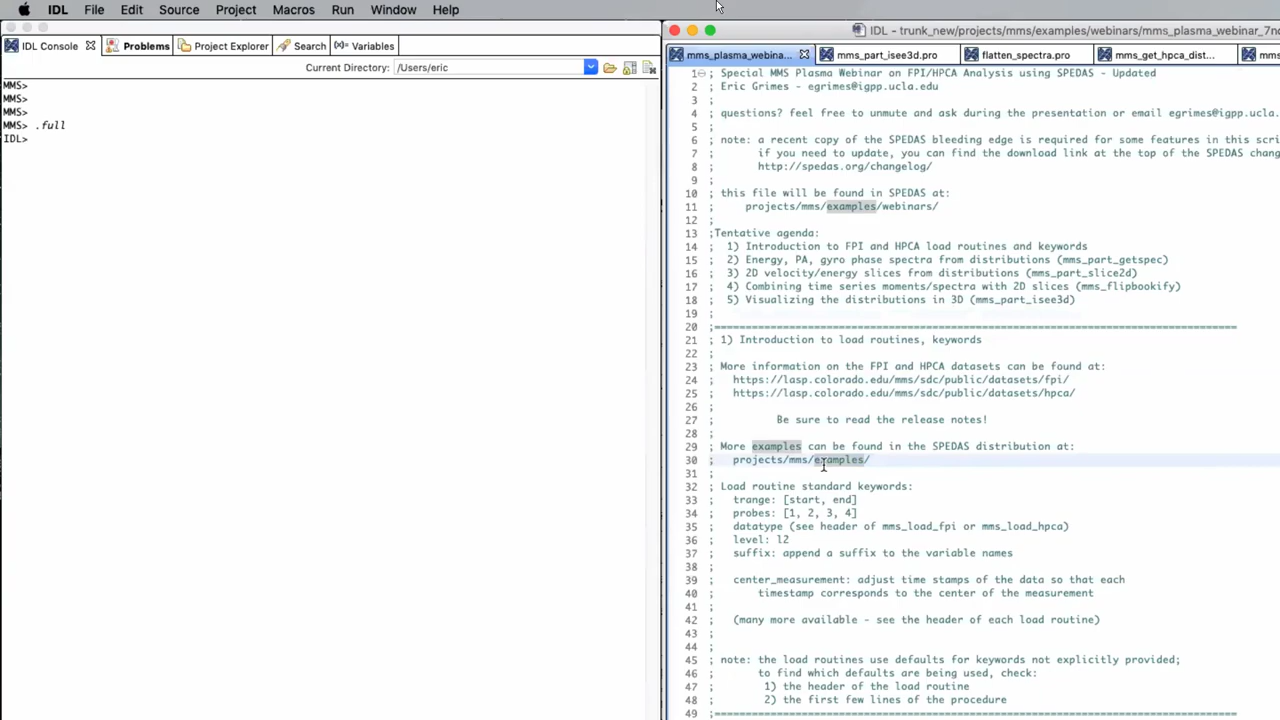 IDL File Edit Source Project Macros Run Window Help
IDL Console Problems Project Explorer Search Variables
Current Directory: /Users/eric
MMS>
MMS>
MMS>
MMS> .full
IDL>
IDL – trunk_new/projects/mms/examples/webinars/mms_plasma_webinar_7n
mms_plasma_webina... mms_part_isee3d.pro flatten_spectra.pro mms_get_hpca_dist... mms
1 ; Special MMS Plasma Webinar on FPI/HPCA Analysis using SPEDAS - Updated
2 ; Eric Grimes - egrimes@igpp.ucla.edu
3 ;
4 ; questions? feel free to unmute and ask during the presentation or email egrimes@igpp.ucla.
5 ;
6 ; note: a recent copy of the SPEDAS bleeding edge is required for some features in this scri
7 ; if you need to update, you can find the download link at the top of the SPEDAS chang
8 ; http://spedas.org/changelog/
9 ;
10 ; this file will be found in SPEDAS at:
11 ; projects/mms/examples/webinars/
12 ;
13 ;Tentative agenda:
14 ; 1) Introduction to FPI and HPCA load routines and keywords
15 ; 2) Energy, PA, gyro phase spectra from distributions (mms_part_getspec)
16 ; 3) 2D velocity/energy slices from distributions (mms_part_slice2d)
17 ; 4) Combining time series moments/spectra with 2D slices (mms_flipbookify)
18 ; 5) Visualizing the distributions in 3D (mms_part_isee3d)
19 ;
20 ;=====================================================================================
21 ; 1) Introduction to load routines, keywords
22 ;
23 ; More information on the FPI and HPCA datasets can be found at:
24 ; https://lasp.colorado.edu/mms/sdc/public/datasets/fpi/
25 ; https://lasp.colorado.edu/mms/sdc/public/datasets/hpca/
26 ;
27 ; Be sure to read the release notes!
28 ;
29 ; More examples can be found in the SPEDAS distribution at:
30 ; projects/mms/examples/
31 ;
32 ; Load routine standard keywords:
33 ; trange: [start, end]
34 ; probes: [1, 2, 3, 4]
35 ; datatype (see header of mms_load_fpi or mms_load_hpca)
36 ; level: l2
37 ; suffix: append a suffix to the variable names
38 ;
39 ; center_measurement: adjust time stamps of the data so that each
40 ; timestamp corresponds to the center of the measurement
41 ;
42 ; (many more available - see the header of each load routine)
43 ;
44 ;
45 ; note: the load routines use defaults for keywords not explicitly provided;
46 ; to find which defaults are being used, check:
47 ; 1) the header of the load routine
48 ; 2) the first few lines of the procedure
49 ;=====================================================================================